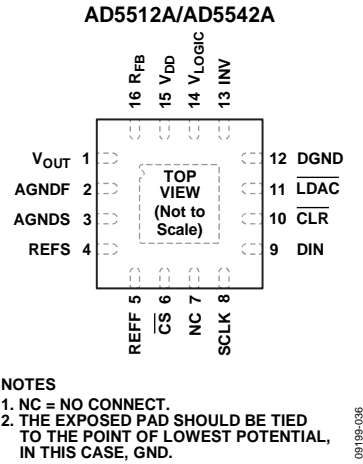 AD5512A/AD5542A
16 RFB
15 VDD
14 VLOGIC
13 INV
VOUT 1
AGNDF 2
AGNDS 3
REFS 4
TOP
VIEW
(Not to
Scale)
12 DGND
11 LDAC
10 CLR
9 DIN
REFF 5
CS 6
NC 7
SCLK 8
NOTES
1. NC = NO CONNECT.
2. THE EXPOSED PAD SHOULD BE TIED
TO THE POINT OF LOWEST POTENTIAL,
IN THIS CASE, GND.
09199-036